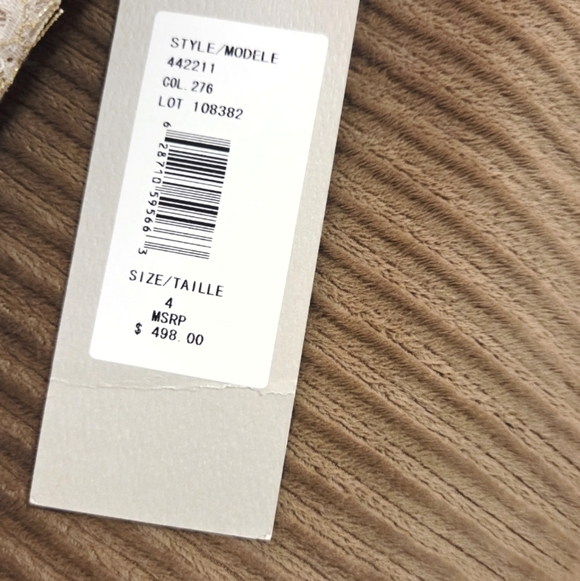 STYLE/MODELE
442211
COL. 276
LOT 108382
6 28710 59566 3
SIZE/TAILLE
4
MSRP
$ 498.00